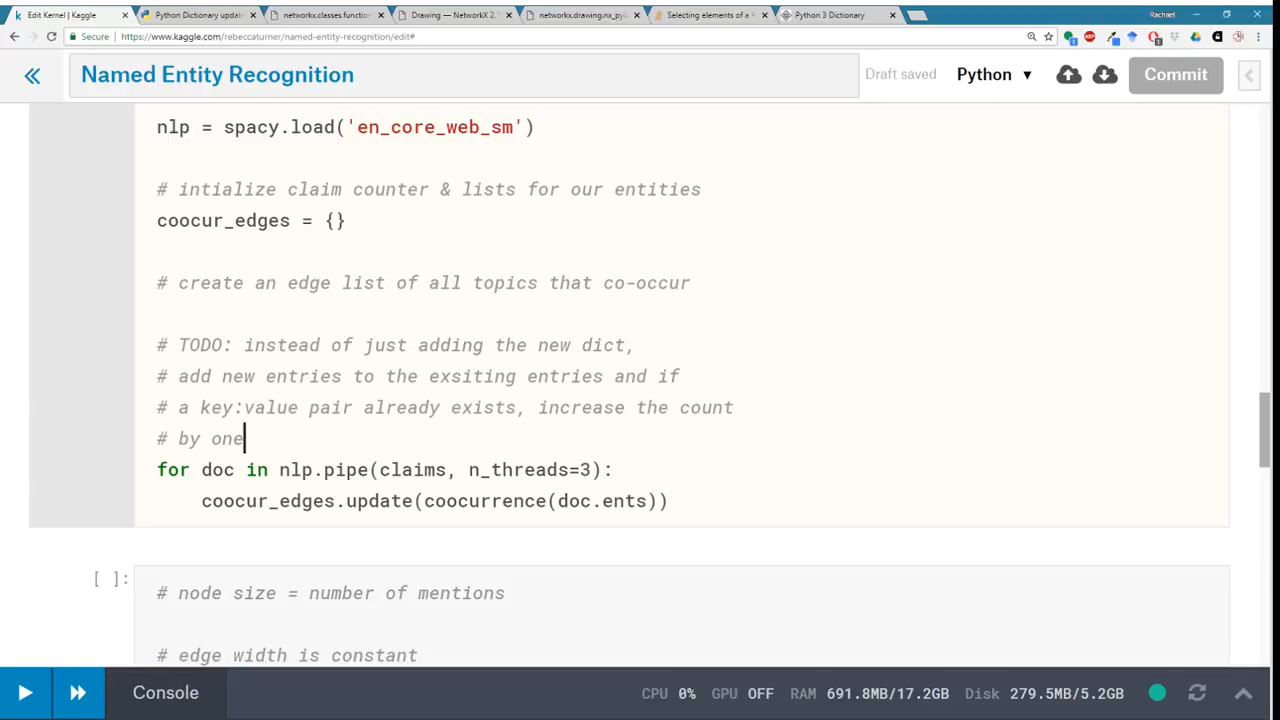 Edit Kernel | Kaggle
Python Dictionary updat
networkx.classes.function
Drawing — NetworkX 2.
networkx.drawing.nx_pyl
Selecting elements of a
Python 3 Dictionary
Rachael
Secure
https://www.kaggle.com/rebeccaturner/named-entity-recognition/edit#
Named Entity Recognition
Draft saved
Python
Commit
nlp = spacy.load('en_core_web_sm')
# intialize claim counter & lists for our entities
coocur_edges = {}
# create an edge list of all topics that co-occur
# TODO: instead of just adding the new dict,
# add new entries to the exsiting entries and if
# a key:value pair already exists, increase the count
# by one
for doc in nlp.pipe(claims, n_threads=3):
coocur_edges.update(coocurrence(doc.ents))
[ ]:
# node size = number of mentions
# edge width is constant
Console
CPU 0% GPU OFF RAM 691.8MB/17.2GB Disk 279.5MB/5.2GB